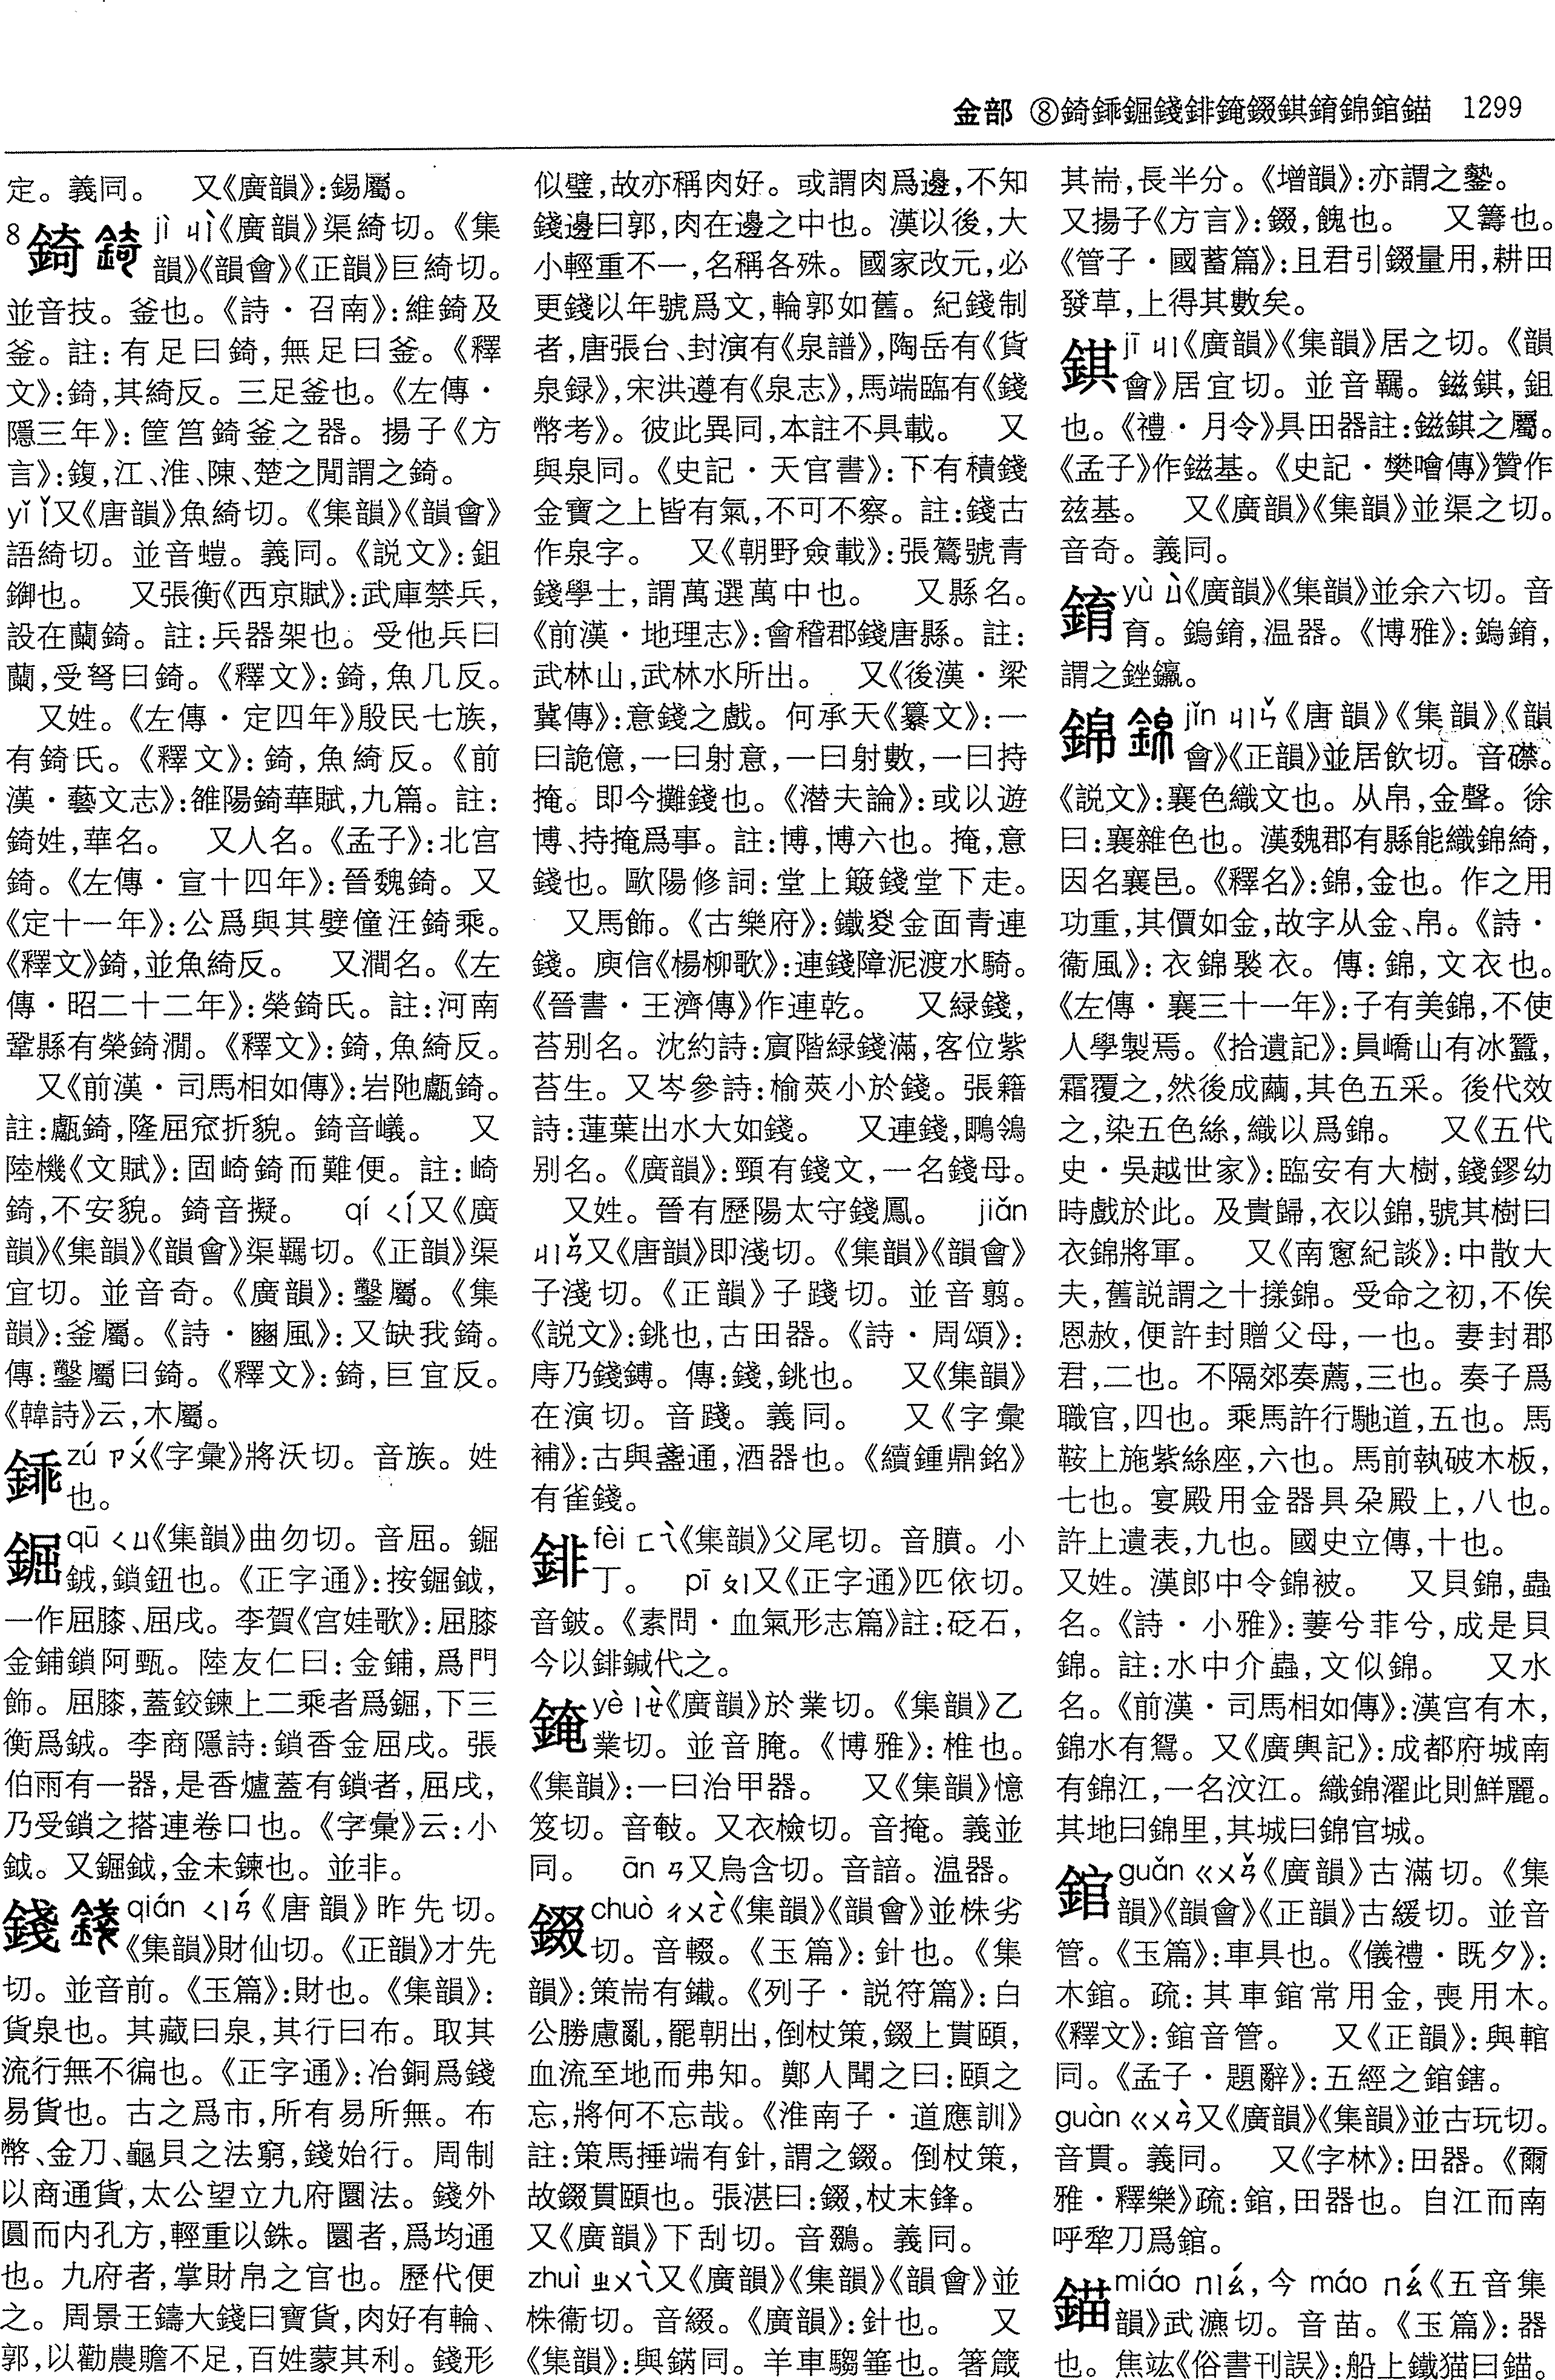 金部 ⑧錡銔鋸錢錍錌錣錤錥錦錧錨 1299
定。義同。 又《廣韻》:錫屬。
8 錡 錡 jì ㄐㄧˋ《廣韻》渠綺切。《集
韻》《韻會》《正韻》巨綺切。
並音技。釜也。《詩·召南》:維錡及
釜。註:有足曰錡,無足曰釜。《釋
文》:錡,其綺反。三足釜也。《左傳·
隱三年》:筐筥錡釜之器。揚子《方
言》:鍑,江、淮、陳、楚之閒謂之錡。
yǐ ㄧˇ又《唐韻》魚綺切。《集韻》《韻會》
語綺切。並音螘。義同。《説文》:鉏
鋤也。 又張衡《西京賦》:武庫禁兵,
設在蘭錡。註:兵器架也。受他兵曰
蘭,受弩曰錡。《釋文》:錡,魚几反。
又姓。《左傳·定四年》殷民七族,
有錡氏。《釋文》:錡,魚綺反。《前
漢·藝文志》:雒陽錡華賦,九篇。註:
錡姓,華名。 又人名。《孟子》:北宫
錡。《左傳·宣十四年》:晉魏錡。又
《定十一年》:公爲與其嬖僮汪錡乘。
《釋文》錡,並魚綺反。 又澗名。《左
傳·昭二十二年》:榮錡氏。註:河南
鞏縣有榮錡澗。《釋文》:錡,魚綺反。
又《前漢·司馬相如傳》:岩阤甗錡。
註:甗錡,隆屈窊折貌。錡音嶬。 又
陸機《文賦》:固崎錡而難便。註:崎
錡,不安貌。錡音擬。 qí ㄑㄧˊ又《廣
韻》《集韻》《韻會》渠羈切。《正韻》渠
宜切。並音奇。《廣韻》:鑿屬。《集
韻》:釜屬。《詩·豳風》:又缺我錡。
傳:鑿屬曰錡。《釋文》:錡,巨宜反。
《韓詩》云,木屬。
zú ㄗㄨˊ《字彙》將沃切。音族。姓
也。
鋸 qū ㄑㄩ《集韻》曲勿切。音屈。鋸
鉞,鎖鈕也。《正字通》:按鋸鉞,
一作屈膝、屈戌。李賀《宫娃歌》:屈膝
金鋪鎖阿甄。陸友仁曰:金鋪,爲門
飾。屈膝,蓋鉸鍊上二乘者爲鋸,下三
衡爲鉞。李商隱詩:鎖香金屈戌。張
伯雨有一器,是香爐蓋有鎖者,屈戌,
乃受鎖之搭連卷口也。《字彙》云:小
鉞。又鋸鉞,金未鍊也。並非。
錢 錢 qián ㄑㄧㄢˊ《唐韻》昨先切。
《集韻》財仙切。《正韻》才先
切。並音前。《玉篇》:財也。《集韻》:
貨泉也。其藏曰泉,其行曰布。取其
流行無不徧也。《正字通》:冶銅爲錢
易貨也。古之爲市,所有易所無。布
幣、金刀、龜貝之法窮,錢始行。周制
以商通貨,太公望立九府圜法。錢外
圓而内孔方,輕重以銖。圜者,爲均通
也。九府者,掌財帛之官也。歷代便
之。周景王鑄大錢曰寶貨,肉好有輪、
郭,以勸農贍不足,百姓蒙其利。錢形
似璧,故亦稱肉好。或謂肉爲邊,不知
錢邊曰郭,肉在邊之中也。漢以後,大
小輕重不一,名稱各殊。國家改元,必
更錢以年號爲文,輪郭如舊。紀錢制
者,唐張台、封演有《泉譜》,陶岳有《貨
泉録》,宋洪遵有《泉志》,馬端臨有《錢
幣考》。彼此異同,本註不具載。 又
與泉同。《史記·天官書》:下有積錢
金寶之上皆有氣,不可不察。註:錢古
作泉字。 又《朝野僉載》:張鷟號青
錢學士,謂萬選萬中也。 又縣名。
《前漢·地理志》:會稽郡錢唐縣。註:
武林山,武林水所出。 又《後漢·梁
冀傳》:意錢之戲。何承天《纂文》:一
曰詭億,一曰射意,一曰射數,一曰持
掩。即今攤錢也。《潜夫論》:或以遊
博、持掩爲事。註:博,博六也。掩,意
錢也。歐陽修詞:堂上簸錢堂下走。
又馬飾。《古樂府》:鐵鍐金面青連
錢。庾信《楊柳歌》:連錢障泥渡水騎。
《晉書·王濟傳》作連乾。 又緑錢,
苔别名。沈約詩:賓階緑錢滿,客位紫
苔生。又岑參詩:榆莢小於錢。張籍
詩:蓮葉出水大如錢。 又連錢,鶰鴒
别名。《廣韻》:頸有錢文,一名錢母。
又姓。晉有歷陽太守錢鳳。 jiǎn
ㄐㄧㄢˇ又《唐韻》即淺切。《集韻》《韻會》
子淺切。《正韻》子踐切。並音翦。
《説文》:銚也,古田器。《詩·周頌》:
庤乃錢鎛。傳:錢,銚也。 又《集韻》
在演切。音踐。義同。 又《字彙
補》:古與盞通,酒器也。《續鍾鼎銘》
有雀錢。
fèi ㄈㄟˋ《集韻》父尾切。音膹。小
丁。 pī ㄆㄧ又《正字通》匹依切。
音鈹。《素問·血氣形志篇》註:砭石,
今以鍼代之。
yè ㄧㄝˋ《廣韻》於業切。《集韻》乙
業切。並音腌。《博雅》:椎也。
《集韻》:一曰治甲器。 又《集韻》憶
笈切。音敧。又衣檢切。音掩。義並
同。 ān ㄢ又烏含切。音諳。温器。
錣 chuò ㄔㄨㄛˋ《集韻》《韻會》並株劣
切。音輟。《玉篇》:針也。《集
韻》:策耑有鐵。《列子·説符篇》:白
公勝慮亂,罷朝出,倒杖策,錣上貫頤,
血流至地而弗知。鄭人聞之曰:頤之
忘,將何不忘哉。《淮南子·道應訓》
註:策馬捶端有針,謂之錣。倒杖策,
故錣貫頤也。張湛曰:錣,杖末鋒。
又《廣韻》下刮切。音鷄。義同。
zhuì ㄓㄨㄟˋ又《廣韻》《集韻》《韻會》並
株衞切。音綴。《廣韻》:針也。 又
《集韻》:與鏋同。羊車騶箠也。箸箴
其耑,長半分。《增韻》:亦謂之鏊。
又揚子《方言》:錣,餽也。 又籌也。
《管子·國蓄篇》:且君引錣量用,耕田
發草,上得其數矣。
錤 jī ㄐㄧ《廣韻》《集韻》居之切。《韻
會》居宜切。並音羈。鎡錤,鉏
也。《禮·月令》具田器註:鎡錤之屬。
《孟子》作鎡基。《史記·樊噲傳》贊作
兹基。 又《廣韻》《集韻》並渠之切。
音奇。義同。
錥 yù ㄩˋ《廣韻》《集韻》並余六切。音
育。鎢錥,温器。《博雅》:鎢錥,
謂之銼鑹。
錦 錦 jǐn ㄐㄧㄣˇ《唐韻》《集韻》《韻
會》《正韻》並居飲切。音礏。
《説文》:襄色織文也。从帛,金聲。徐
曰:襄雜色也。漢魏郡有縣能織錦綺,
因名襄邑。《釋名》:錦,金也。作之用
功重,其價如金,故字从金、帛。《詩·
衞風》:衣錦褧衣。傳:錦,文衣也。
《左傳·襄三十一年》:子有美錦,不使
人學製焉。《拾遺記》:員嶠山有冰蠶,
霜覆之,然後成繭,其色五采。後代效
之,染五色絲,織以爲錦。 又《五代
史·吳越世家》:臨安有大樹,錢鏐幼
時戲於此。及貴歸,衣以錦,號其樹曰
衣錦將軍。 又《南窻紀談》:中散大
夫,舊説謂之十㨾錦。受命之初,不俟
恩赦,便許封贈父母,一也。妻封郡
君,二也。不隔郊奏薦,三也。奏子爲
職官,四也。乘馬許行馳道,五也。馬
鞍上施紫絲座,六也。馬前執破木板,
七也。宴殿用金器具朶殿上,八也。
許上遺表,九也。國史立傳,十也。
又姓。漢郎中令錦被。 又貝錦,蟲
名。《詩·小雅》:萋兮菲兮,成是貝
錦。註:水中介蟲,文似錦。 又水
名。《前漢·司馬相如傳》:漢宫有木,
錦水有鴛。又《廣輿記》:成都府城南
有錦江,一名汶江。織錦濯此則鮮麗。
其地曰錦里,其城曰錦官城。
錧 guǎn ㄍㄨㄢˇ《廣韻》古滿切。《集
韻》《韻會》《正韻》古緩切。並音
管。《玉篇》:車具也。《儀禮·既夕》:
木錧。疏:其車錧常用金,喪用木。
《釋文》:錧音管。 又《正韻》:與輨
同。《孟子·題辭》:五經之錧鎋。
guàn ㄍㄨㄢˋ又《廣韻》《集韻》並古玩切。
音貫。義同。 又《字林》:田器。《爾
雅·釋樂》疏:錧,田器也。自江而南
呼犂刀爲錧。
錨 miáo ㄇㄧㄠˊ,今 máo ㄇㄠˊ《五音集
韻》武瀌切。音苗。《玉篇》:器
也。焦竑《俗書刊誤》:船上鐵猫曰錨。